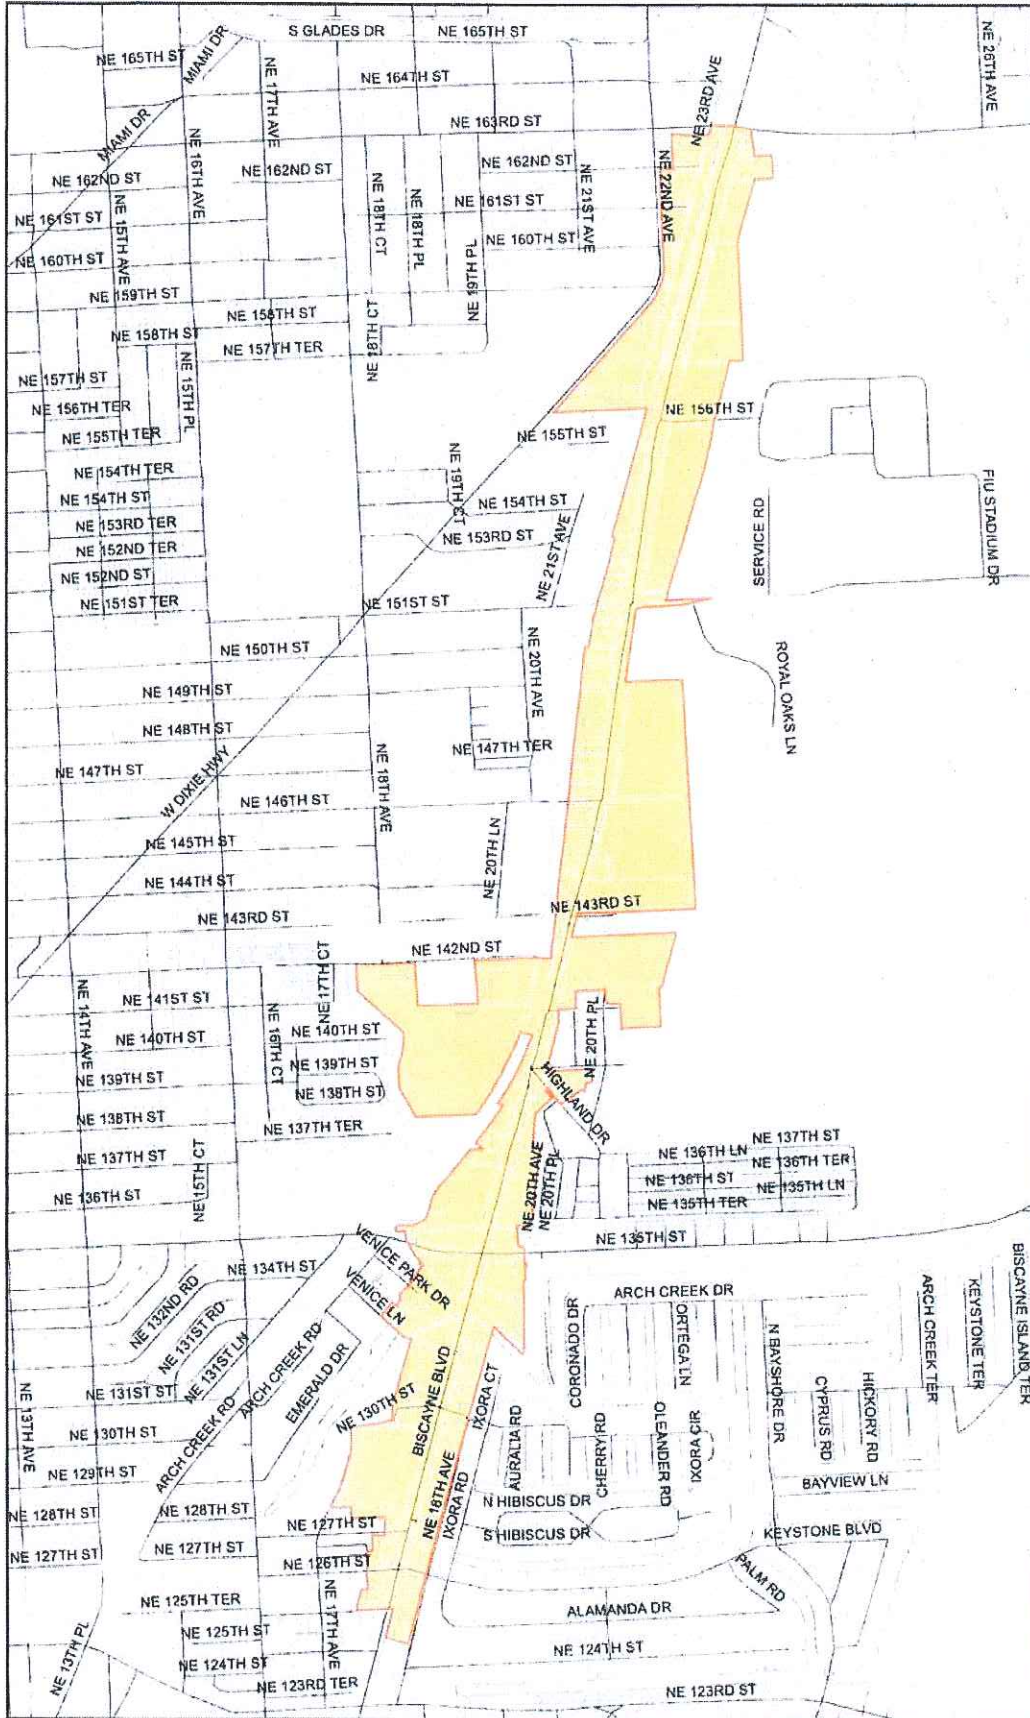 S GLADES DR
NE 165TH ST
NE 165TH ST
MIAMI DR
NE 17TH AVE
NE 164TH ST
NE 23RD AVE
NE 26TH AVE
MIAMI DR
NE 16TH AVE
NE 163RD ST
NE 162ND ST
NE 162ND ST
NE 162ND ST
NE 15TH AVE
NE 18TH CT
NE 18TH PL
NE 21ST AVE
NE 22ND AVE
NE 161ST ST
NE 161ST ST
NE 160TH ST
NE 160TH ST
NE 19TH PL
NE 159TH ST
NE 158TH ST
NE 158TH ST
NE 18TH CT
NE 157TH TER
NE 15TH PL
NE 157TH ST
NE 156TH TER
NE 156TH ST
NE 155TH TER
NE 155TH ST
NE 154TH TER
NE 19TH CT
NE 154TH ST
NE 154TH ST
FIU STADIUM DR
SERVICE RD
NE 153RD TER
NE 153RD ST
NE 21ST AVE
NE 152ND TER
NE 152ND ST
NE 151ST TER
NE 151ST ST
NE 150TH ST
NE 20TH AVE
ROYAL OAKS LN
NE 149TH ST
NE 148TH ST
NE 147TH TER
NE 147TH ST
W DIXIE HWY
NE 18TH AVE
NE 146TH ST
NE 145TH ST
NE 20TH LN
NE 144TH ST
NE 143RD ST
NE 143RD ST
NE 142ND ST
NE 17TH CT
NE 14TH AVE
NE 141ST ST
NE 16TH CT
NE 140TH ST
NE 140TH ST
NE 20TH PL
NE 139TH ST
NE 139TH ST
NE 138TH ST
HIGHLAND DR
NE 138TH ST
NE 137TH TER
NE 137TH ST
NE 137TH ST
NE 136TH LN
NE 136TH TER
NE 15TH CT
NE 20TH AVE
NE 20TH PL
NE 136TH ST
NE 136TH ST
NE 135TH LN
NE 135TH TER
NE 135TH ST
VENICE PARK DR
NE 134TH ST
VENICE LN
BISCAYNE ISLAND TER
NE 132ND RD
ARCH CREEK DR
ARCH CREEK TER
KEYSTONE TER
NE 131ST RD
CORONADO DR
ORTEGA LN
N BAYSHORE DR
NE 131ST LN
ARCH CREEK RD
EMERALD DR
BISCAYNE BLVD
IXORA CT
NE 13TH AVE
NE 131ST ST
NE 130TH ST
CYPRUS RD
HICKORY RD
AURALIA RD
CHERRY RD
OLEANDER RD
IXORA CIR
NE 130TH ST
ARCH CREEK RD
NE 129TH ST
BAYVIEW LN
NE 18TH AVE
IXORA RD
N HIBISCUS DR
NE 128TH ST
NE 128TH ST
NE 127TH ST
S HIBISCUS DR
KEYSTONE BLVD
NE 127TH ST
NE 127TH ST
NE 126TH ST
PALM RD
NE 125TH TER
NE 17TH AVE
ALAMANDA DR
NE 13TH PL
NE 125TH ST
NE 124TH ST
NE 124TH ST
NE 123RD TER
NE 123RD ST